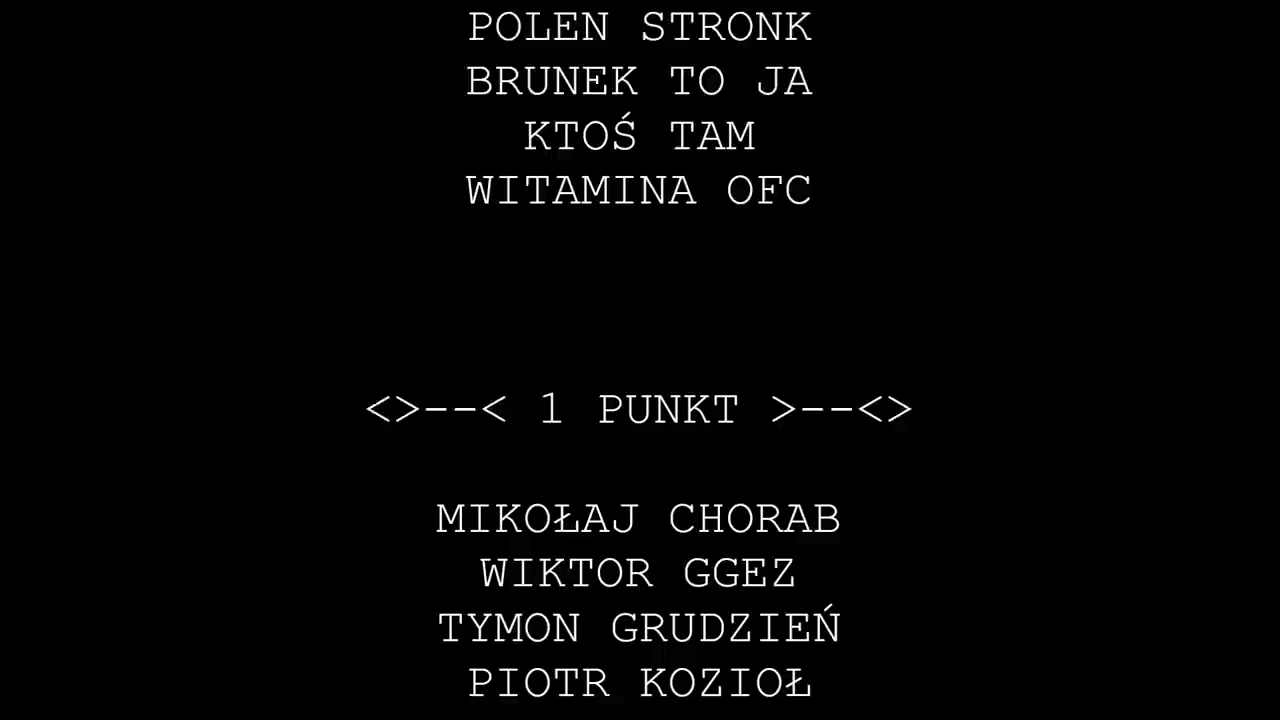 POLEN STRONK
BRUNEK TO JA
KTOŚ TAM
WITAMINA OFC
<>--< 1 PUNKT >--<>
MIKOŁAJ CHORAB
WIKTOR GGEZ
TYMON GRUDZIEŃ
PIOTR KOZIOŁ